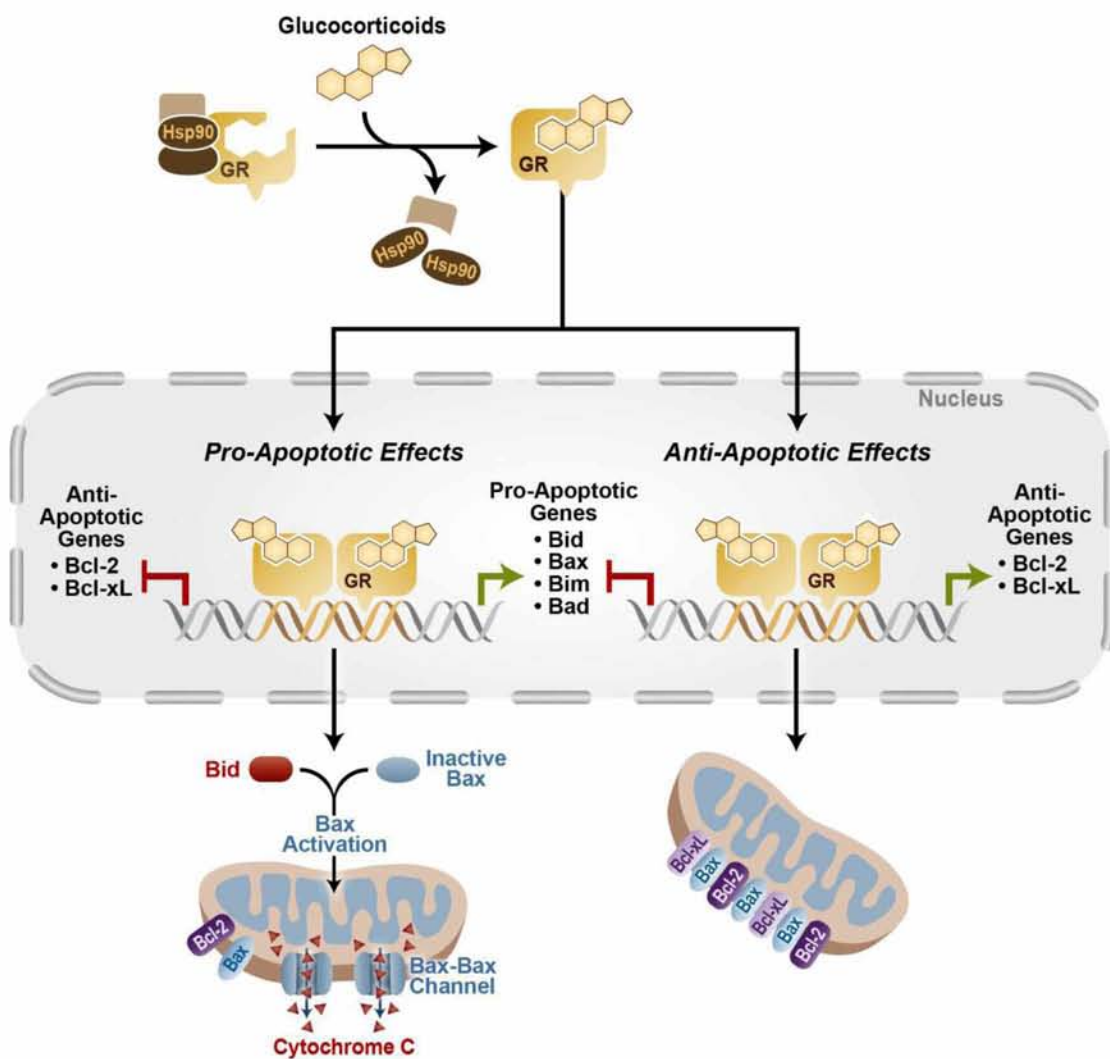 Glucocorticoids
Hsp90
GR
GR
Hsp90
Hsp90
Nucleus
Pro-Apoptotic Effects
Anti-Apoptotic Effects
Anti-
Apoptotic
Genes
• Bcl-2
• Bcl-xL
GR
Pro-Apoptotic
Genes
• Bid
• Bax
• Bim
• Bad
GR
Anti-
Apoptotic
Genes
• Bcl-2
• Bcl-xL
Bid
Inactive
Bax
Bax
Activation
Bcl-2
Bax
Bax-Bax
Channel
Cytochrome C
Bcl-xL
Bax
Bcl-2
Bax
Bcl-xL
Bax
Bcl-2